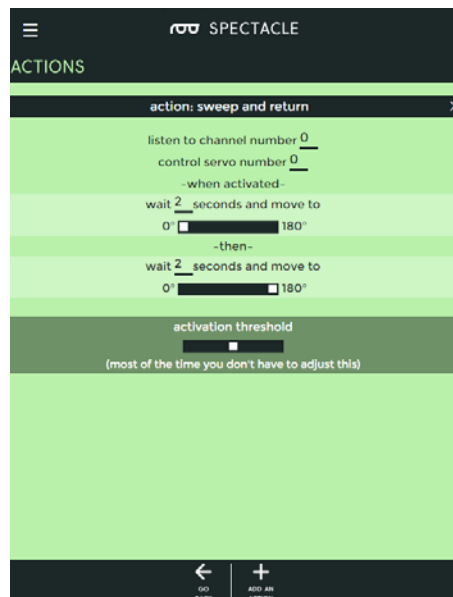 SPECTACLE
ACTIONS
action: sweep and return
listen to channel number 0
control servo number 0
-when activated-
wait 2 seconds and move to
0° 180°
-then-
wait 2 seconds and move to
0° 180°
activation threshold
(most of the time you don't have to adjust this)
GO ADD AN